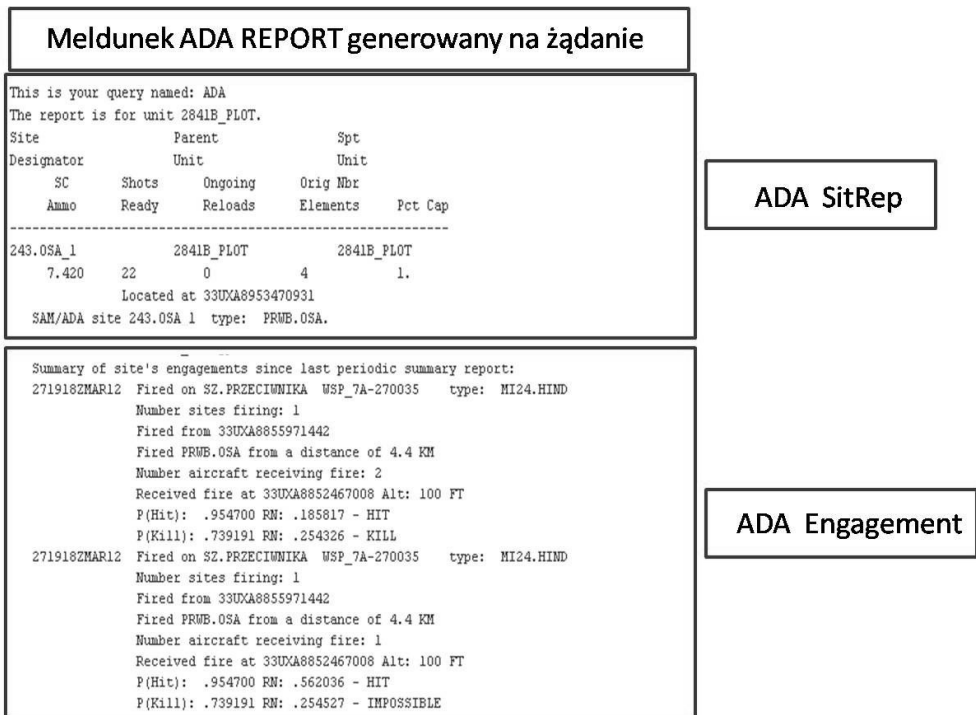 Meldunek ADA REPORT generowany na żądanie
This is your query named: ADA
The report is for unit 2841B_PLOT.
Site Parent Spt
Designator Unit Unit
SC Shots Ongoing Orig Nbr
Ammo Ready Reloads Elements Pct Cap
-----------------------------------------------------------
243.OSA_1 2841B_PLOT 2841B_PLOT
7.420 22 0 4 1.
Located at 33UXA8953470931
SAM/ADA site 243.OSA 1 type: PRWB.OSA.
ADA SitRep
Summary of site's engagements since last periodic summary report:
271918ZMAR12 Fired on SZ.PRZECIWNIKA WSP_7A-270035 type: MI24.HIND
Number sites firing: 1
Fired from 33UXA8855971442
Fired PRWB.OSA from a distance of 4.4 KM
Number aircraft receiving fire: 2
Received fire at 33UXA8852467008 Alt: 100 FT
P(Hit): .954700 RN: .185817 - HIT
P(Kill): .739191 RN: .254326 - KILL
271918ZMAR12 Fired on SZ.PRZECIWNIKA WSP_7A-270035 type: MI24.HIND
Number sites firing: 1
Fired from 33UXA8855971442
Fired PRWB.OSA from a distance of 4.4 KM
Number aircraft receiving fire: 1
Received fire at 33UXA8852467008 Alt: 100 FT
P(Hit): .954700 RN: .562036 - HIT
P(Kill): .739191 RN: .254527 - IMPOSSIBLE
ADA Engagement